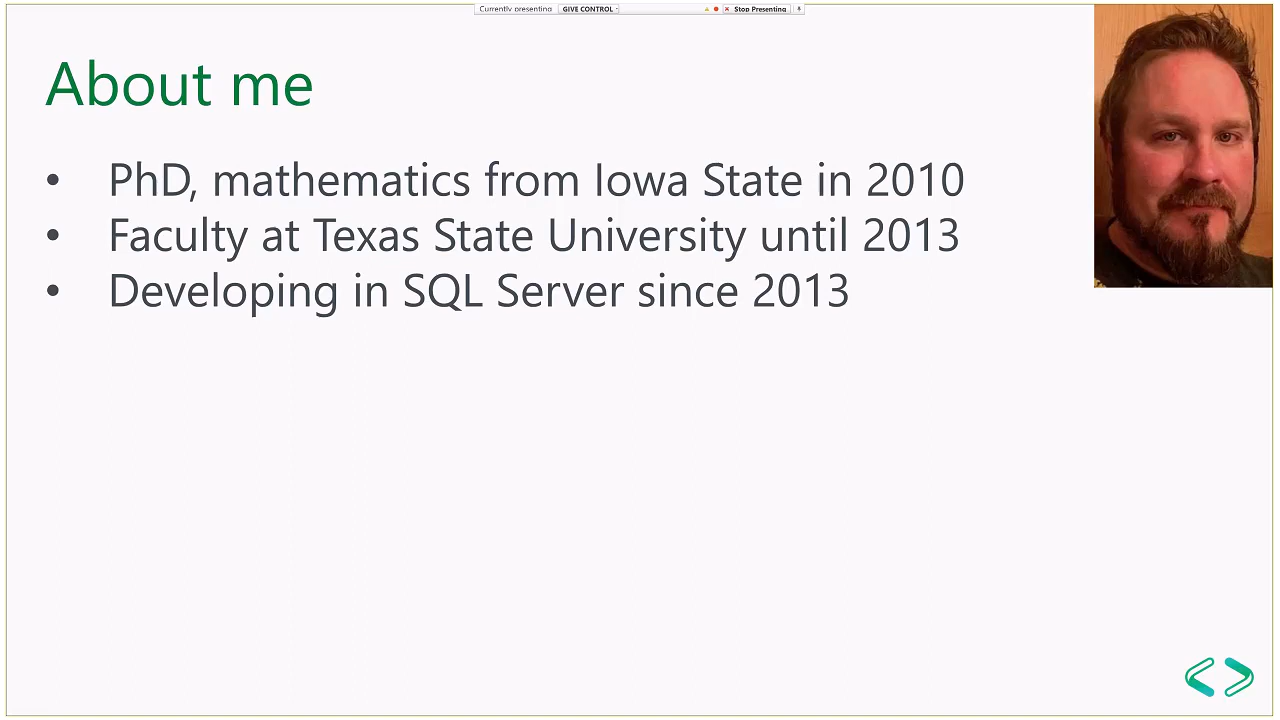 Currently presenting GIVE CONTROL Stop Presenting
About me
• PhD, mathematics from Iowa State in 2010
• Faculty at Texas State University until 2013
• Developing in SQL Server since 2013